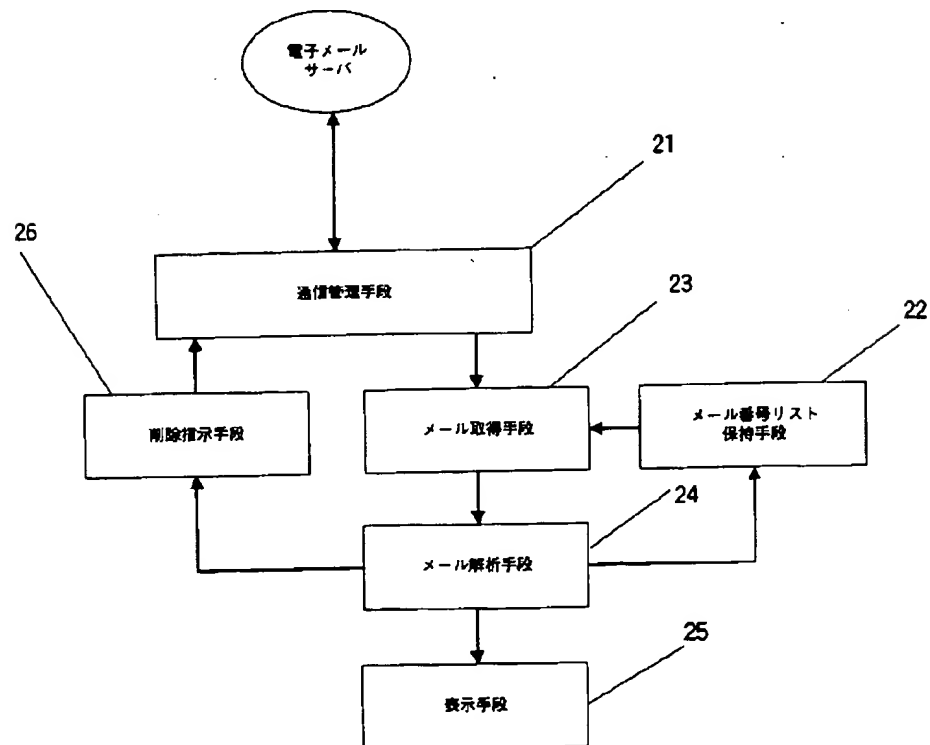 電子メール
サーバ
21
26
通信管理手段
23
22
削除指示手段
メール取得手段
メール番号リスト
保持手段
24
メール解析手段
25
表示手段